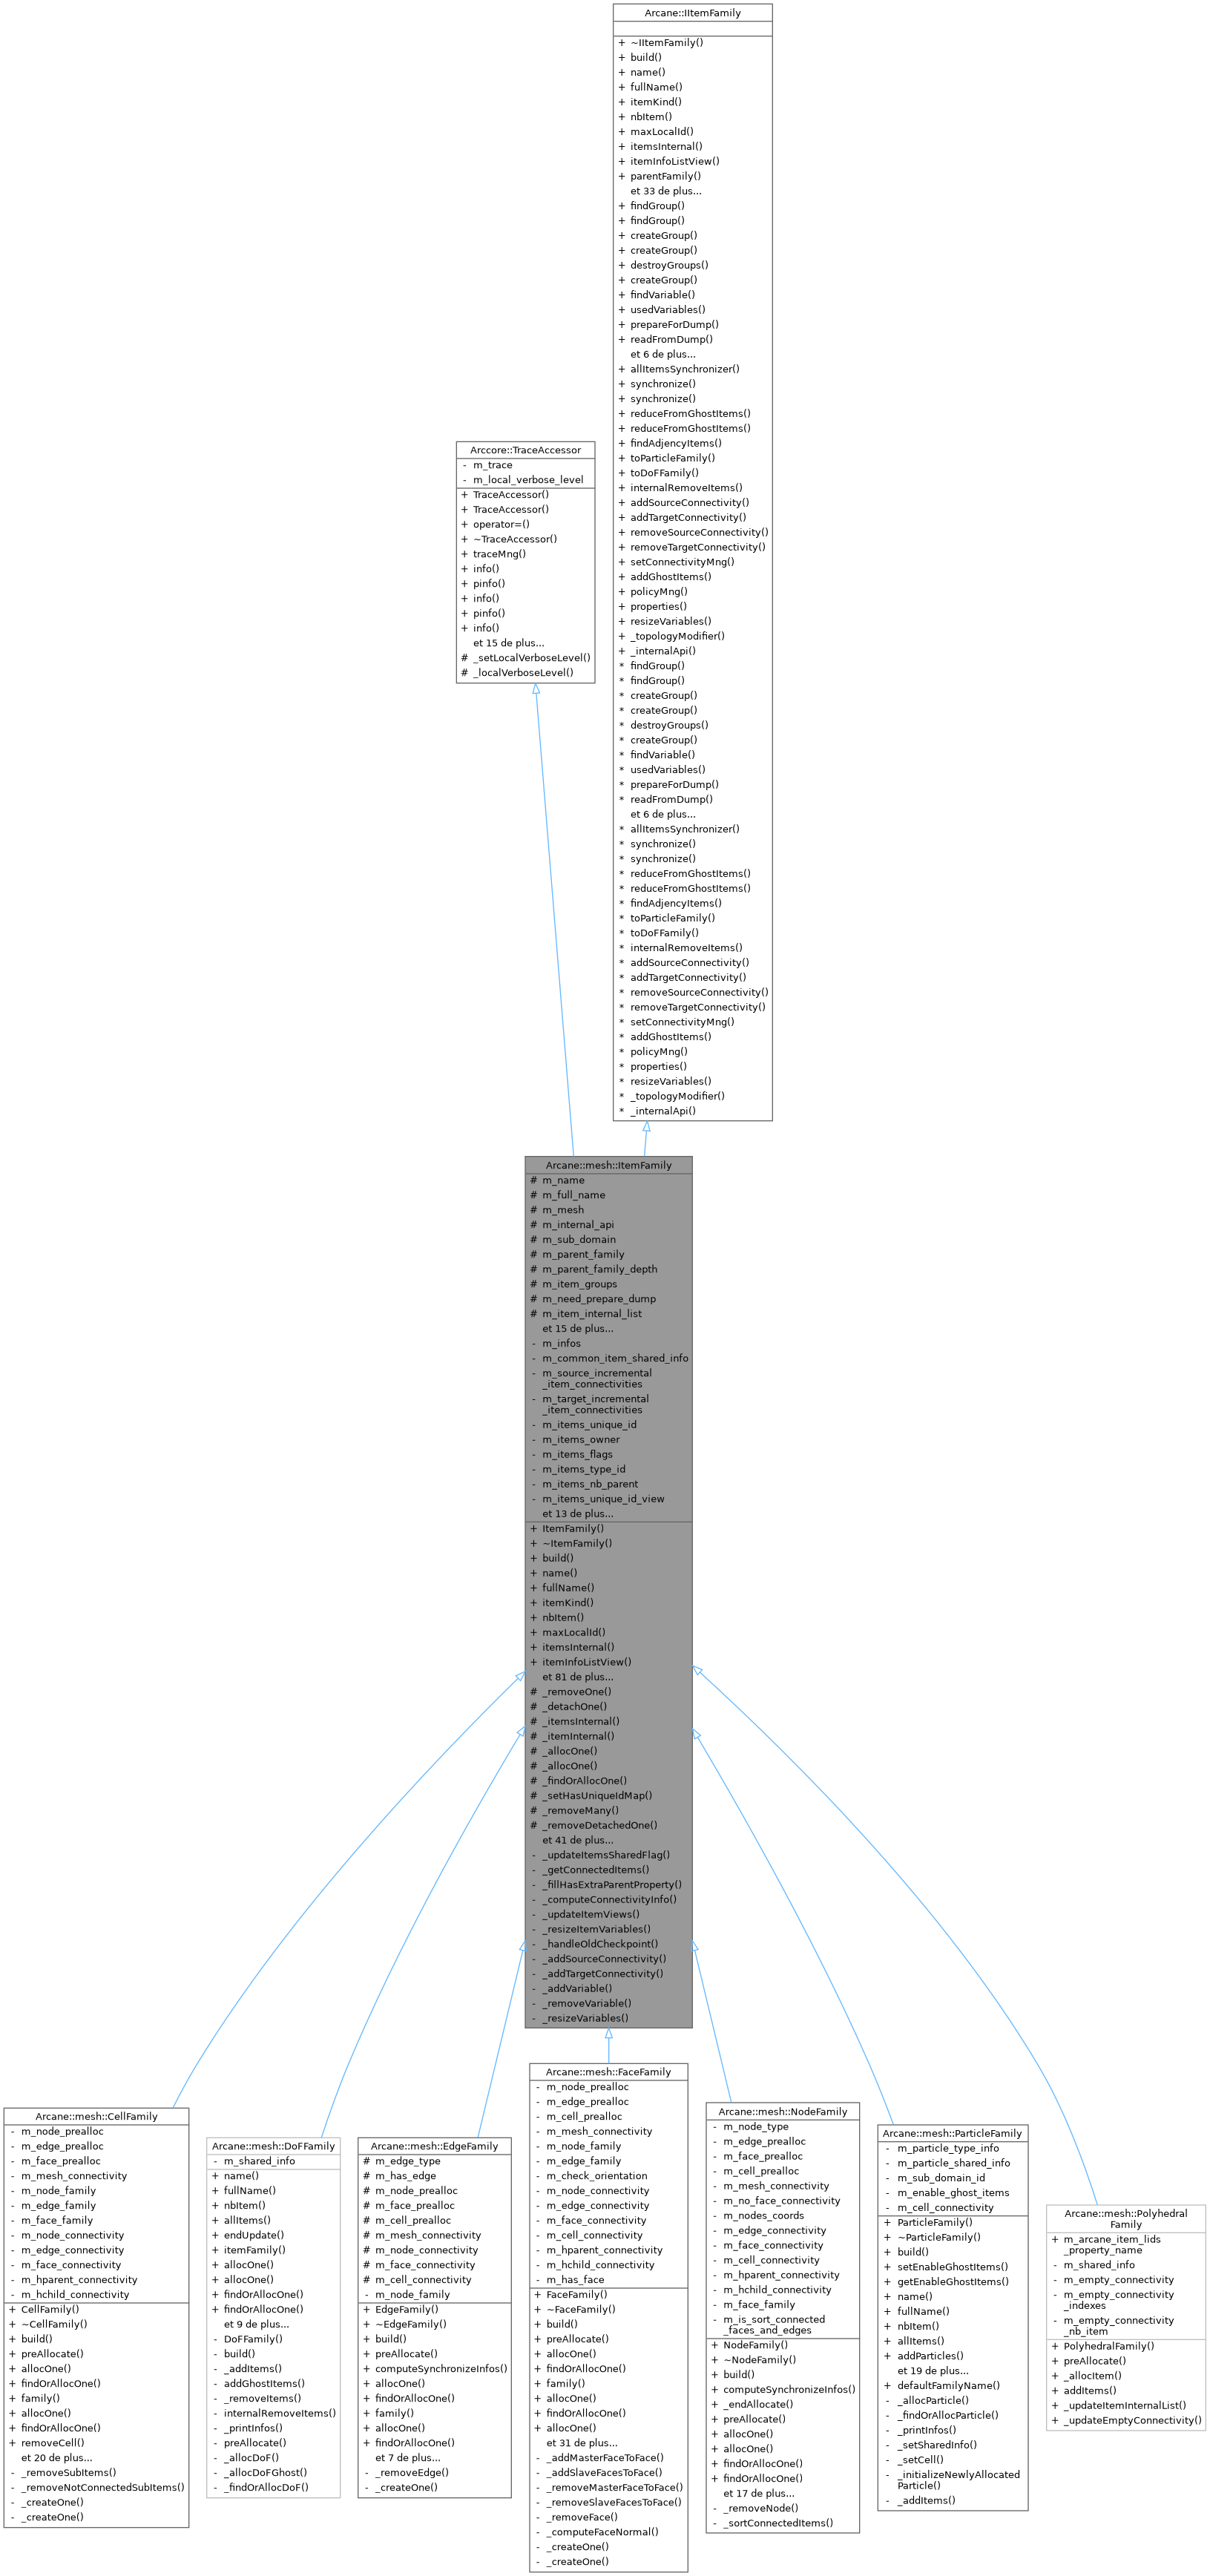 Arcane::IItemFamily
+ ~IItemFamily()
+ build()
+ name()
+ fullName()
+ itemKind()
+ nbItem()
+ maxLocalId()
+ itemsInternal()
+ itemInfoListView()
+ parentFamily()
et 33 de plus...
+ findGroup()
+ findGroup()
+ createGroup()
+ createGroup()
+ destroyGroups()
+ createGroup()
+ findVariable()
+ usedVariables()
+ prepareForDump()
+ readFromDump()
et 6 de plus...
+ allItemsSynchronizer()
+ synchronize()
+ synchronize()
+ reduceFromGhostItems()
+ reduceFromGhostItems()
+ findAdjencyItems()
+ toParticleFamily()
+ toDoFFamily()
+ internalRemoveItems()
+ addSourceConnectivity()
+ addTargetConnectivity()
+ removeSourceConnectivity()
+ removeTargetConnectivity()
+ setConnectivityMng()
+ addGhostItems()
+ policyMng()
+ properties()
+ resizeVariables()
+ _topologyModifier()
+ _internalApi()
* findGroup()
* findGroup()
* createGroup()
* createGroup()
* destroyGroups()
* createGroup()
* findVariable()
* usedVariables()
* prepareForDump()
* readFromDump()
et 6 de plus...
* allItemsSynchronizer()
* synchronize()
* synchronize()
* reduceFromGhostItems()
* reduceFromGhostItems()
* findAdjencyItems()
* toParticleFamily()
* toDoFFamily()
* internalRemoveItems()
* addSourceConnectivity()
* addTargetConnectivity()
* removeSourceConnectivity()
* removeTargetConnectivity()
* setConnectivityMng()
* addGhostItems()
* policyMng()
* properties()
* resizeVariables()
* _topologyModifier()
* _internalApi()
Arccore::TraceAccessor
- m_trace
- m_local_verbose_level
+ TraceAccessor()
+ TraceAccessor()
+ operator=()
+ ~TraceAccessor()
+ traceMng()
+ info()
+ pinfo()
+ info()
+ pinfo()
+ info()
et 15 de plus...
# _setLocalVerboseLevel()
# _localVerboseLevel()
Arcane::mesh::ItemFamily
# m_name
# m_full_name
# m_mesh
# m_internal_api
# m_sub_domain
# m_parent_family
# m_parent_family_depth
# m_item_groups
# m_need_prepare_dump
# m_item_internal_list
et 15 de plus...
- m_infos
- m_common_item_shared_info
- m_source_incremental
_item_connectivities
- m_target_incremental
_item_connectivities
- m_items_unique_id
- m_items_owner
- m_items_flags
- m_items_type_id
- m_items_nb_parent
- m_items_unique_id_view
et 13 de plus...
+ ItemFamily()
+ ~ItemFamily()
+ build()
+ name()
+ fullName()
+ itemKind()
+ nbItem()
+ maxLocalId()
+ itemsInternal()
+ itemInfoListView()
et 81 de plus...
# _removeOne()
# _detachOne()
# _itemsInternal()
# _itemInternal()
# _allocOne()
# _allocOne()
# _findOrAllocOne()
# _setHasUniqueIdMap()
# _removeMany()
# _removeDetachedOne()
et 41 de plus...
- _updateItemsSharedFlag()
- _getConnectedItems()
- _fillHasExtraParentProperty()
- _computeConnectivityInfo()
- _updateItemViews()
- _resizeItemVariables()
- _handleOldCheckpoint()
- _addSourceConnectivity()
- _addTargetConnectivity()
- _addVariable()
- _removeVariable()
- _resizeVariables()
Arcane::mesh::CellFamily
- m_node_prealloc
- m_edge_prealloc
- m_face_prealloc
- m_mesh_connectivity
- m_node_family
- m_edge_family
- m_face_family
- m_node_connectivity
- m_edge_connectivity
- m_face_connectivity
- m_hparent_connectivity
- m_hchild_connectivity
+ CellFamily()
+ ~CellFamily()
+ build()
+ preAllocate()
+ allocOne()
+ findOrAllocOne()
+ family()
+ allocOne()
+ findOrAllocOne()
+ removeCell()
et 20 de plus...
- _removeSubItems()
- _removeNotConnectedSubItems()
- _createOne()
- _createOne()
Arcane::mesh::DoFFamily
- m_shared_info
+ name()
+ fullName()
+ nbItem()
+ allItems()
+ endUpdate()
+ itemFamily()
+ allocOne()
+ allocOne()
+ findOrAllocOne()
+ findOrAllocOne()
et 9 de plus...
- DoFFamily()
- build()
- _addItems()
- addGhostItems()
- _removeItems()
- internalRemoveItems()
- _printInfos()
- preAllocate()
- _allocDoF()
- _allocDoFGhost()
- _findOrAllocDoF()
Arcane::mesh::EdgeFamily
# m_edge_type
# m_has_edge
# m_node_prealloc
# m_face_prealloc
# m_cell_prealloc
# m_mesh_connectivity
# m_node_connectivity
# m_face_connectivity
# m_cell_connectivity
- m_node_family
+ EdgeFamily()
+ ~EdgeFamily()
+ build()
+ preAllocate()
+ computeSynchronizeInfos()
+ allocOne()
+ findOrAllocOne()
+ family()
+ allocOne()
+ findOrAllocOne()
et 7 de plus...
- _removeEdge()
- _createOne()
Arcane::mesh::FaceFamily
- m_node_prealloc
- m_edge_prealloc
- m_cell_prealloc
- m_mesh_connectivity
- m_node_family
- m_edge_family
- m_check_orientation
- m_node_connectivity
- m_edge_connectivity
- m_face_connectivity
- m_cell_connectivity
- m_hparent_connectivity
- m_hchild_connectivity
- m_has_face
+ FaceFamily()
+ ~FaceFamily()
+ build()
+ preAllocate()
+ allocOne()
+ findOrAllocOne()
+ family()
+ allocOne()
+ findOrAllocOne()
+ allocOne()
et 31 de plus...
- _addMasterFaceToFace()
- _addSlaveFacesToFace()
- _removeMasterFaceToFace()
- _removeSlaveFacesToFace()
- _removeFace()
- _computeFaceNormal()
- _createOne()
- _createOne()
Arcane::mesh::NodeFamily
- m_node_type
- m_edge_prealloc
- m_face_prealloc
- m_cell_prealloc
- m_mesh_connectivity
- m_no_face_connectivity
- m_nodes_coords
- m_edge_connectivity
- m_face_connectivity
- m_cell_connectivity
- m_hparent_connectivity
- m_hchild_connectivity
- m_face_family
- m_is_sort_connected
_faces_and_edges
+ NodeFamily()
+ ~NodeFamily()
+ build()
+ computeSynchronizeInfos()
+ _endAllocate()
+ preAllocate()
+ allocOne()
+ allocOne()
+ findOrAllocOne()
+ findOrAllocOne()
et 17 de plus...
- _removeNode()
- _sortConnectedItems()
Arcane::mesh::ParticleFamily
- m_particle_type_info
- m_particle_shared_info
- m_sub_domain_id
- m_enable_ghost_items
- m_cell_connectivity
+ ParticleFamily()
+ ~ParticleFamily()
+ build()
+ setEnableGhostItems()
+ getEnableGhostItems()
+ name()
+ fullName()
+ nbItem()
+ allItems()
+ addParticles()
et 19 de plus...
+ defaultFamilyName()
- _allocParticle()
- _findOrAllocParticle()
- _printInfos()
- _setSharedInfo()
- _setCell()
- _initializeNewlyAllocated
Particle()
- _addItems()
Arcane::mesh::Polyhedral
Family
+ m_arcane_item_lids
_property_name
- m_shared_info
- m_empty_connectivity
- m_empty_connectivity
_indexes
- m_empty_connectivity
_nb_item
+ PolyhedralFamily()
+ preAllocate()
+ _allocItem()
+ addItems()
+ _updateItemInternalList()
+ _updateEmptyConnectivity()